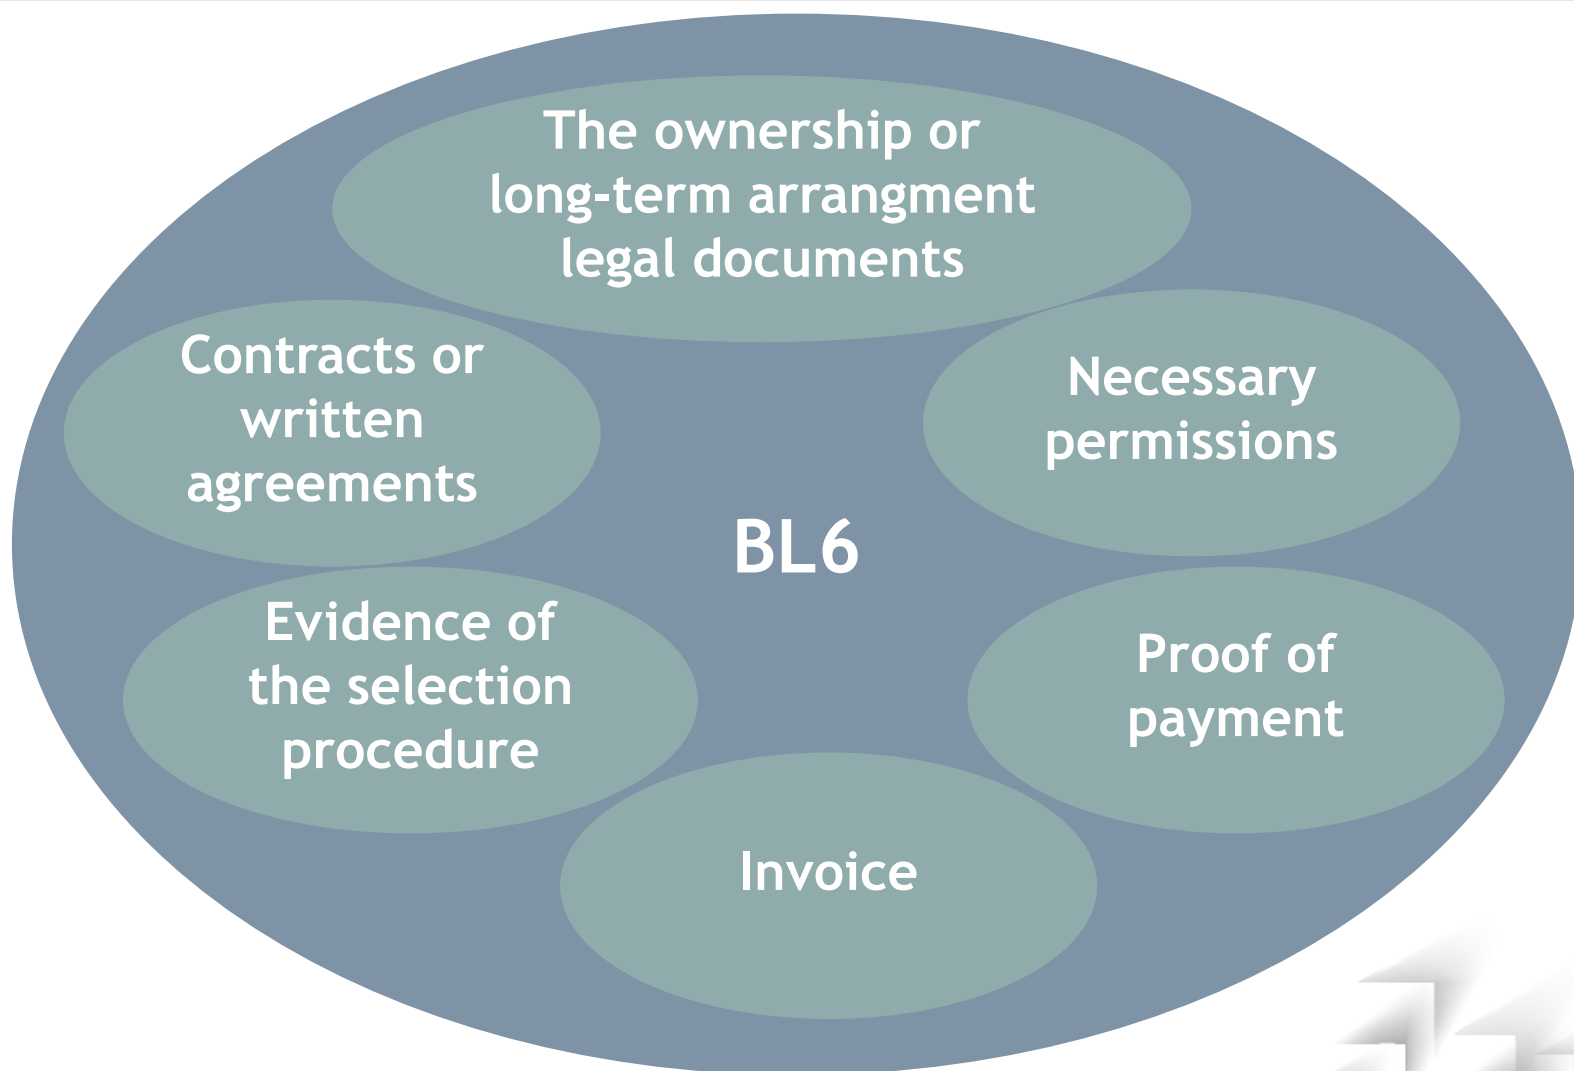 The ownership or
long-term arrangment
legal documents
Contracts or
written
agreements
Necessary
permissions
BL6
Evidence of
the selection
procedure
Proof of
payment
Invoice